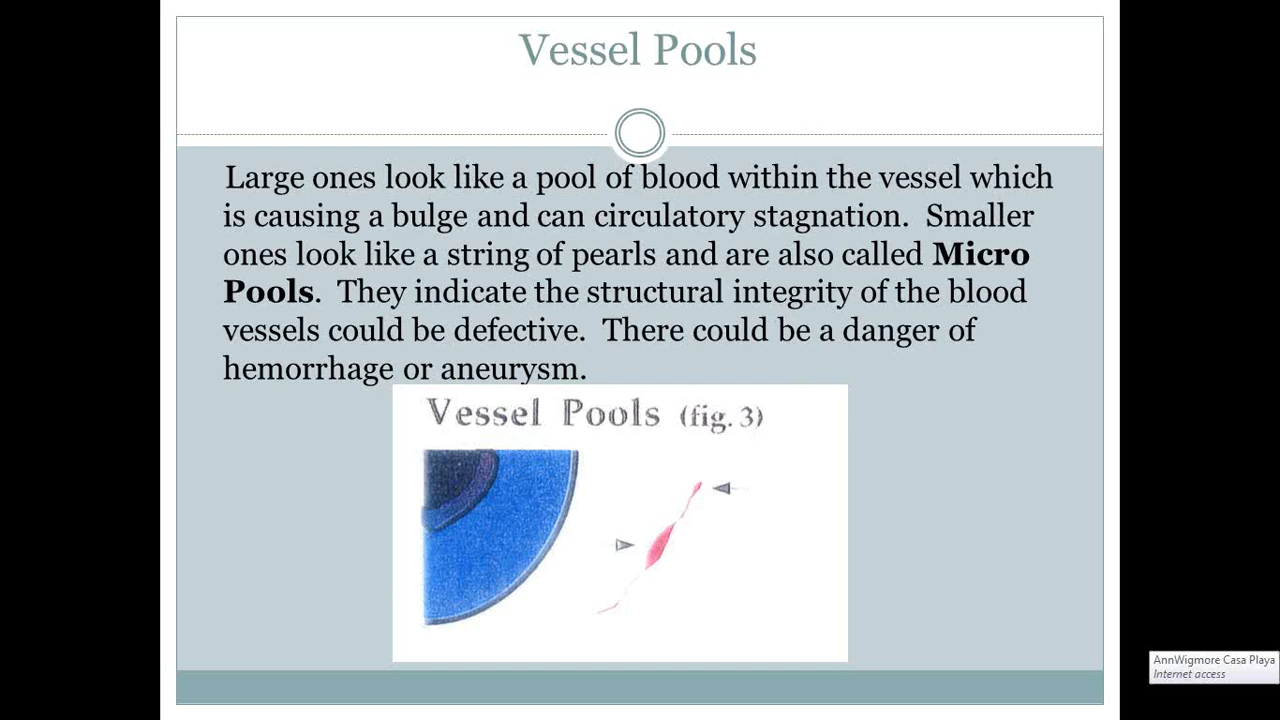 Vessel Pools
Large ones look like a pool of blood within the vessel which
is causing a bulge and can circulatory stagnation.  Smaller
ones look like a string of pearls and are also called Micro
Pools.  They indicate the structural integrity of the blood
vessels could be defective.  There could be a danger of
hemorrhage or aneurysm.
Vessel Pools (fig. 3)
AnnWigmore Casa Playa
Internet access